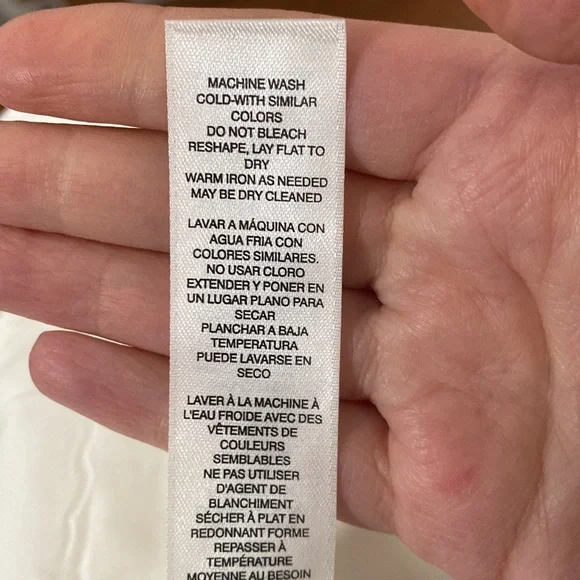 MACHINE WASH
COLD-WITH SIMILAR
COLORS
DO NOT BLEACH
RESHAPE, LAY FLAT TO
DRY
WARM IRON AS NEEDED
MAY BE DRY CLEANED
LAVAR A MÁQUINA CON
AGUA FRIA CON
COLORES SIMILARES.
NO USAR CLORO
EXTENDER Y PONER EN
UN LUGAR PLANO PARA
SECAR
PLANCHAR A BAJA
TEMPERATURA
PUEDE LAVARSE EN
SECO
LAVER À LA MACHINE À
L'EAU FROIDE AVEC DES
VÊTEMENTS DE
COULEURS
SEMBLABLES
NE PAS UTILISER
D'AGENT DE
BLANCHIMENT
SÉCHER À PLAT EN
REDONNANT FORME
REPASSER À
TEMPÉRATURE
MOYENNE AU BESOIN